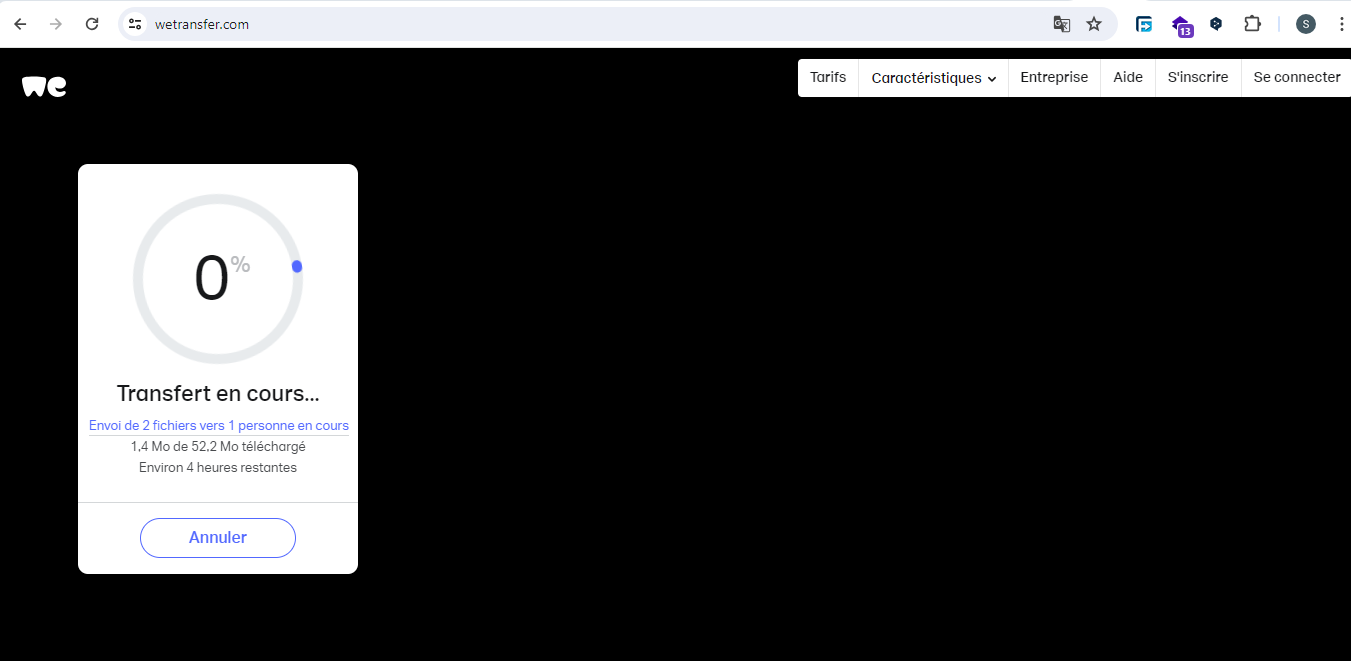 wetransfer.com
13
S
we
Tarifs
Caractéristiques
Entreprise
Aide
S'inscrire
Se connecter
0%
Transfert en cours...
Envoi de 2 fichiers vers 1 personne en cours
1,4 Mo de 52,2 Mo téléchargé
Environ 4 heures restantes
Annuler